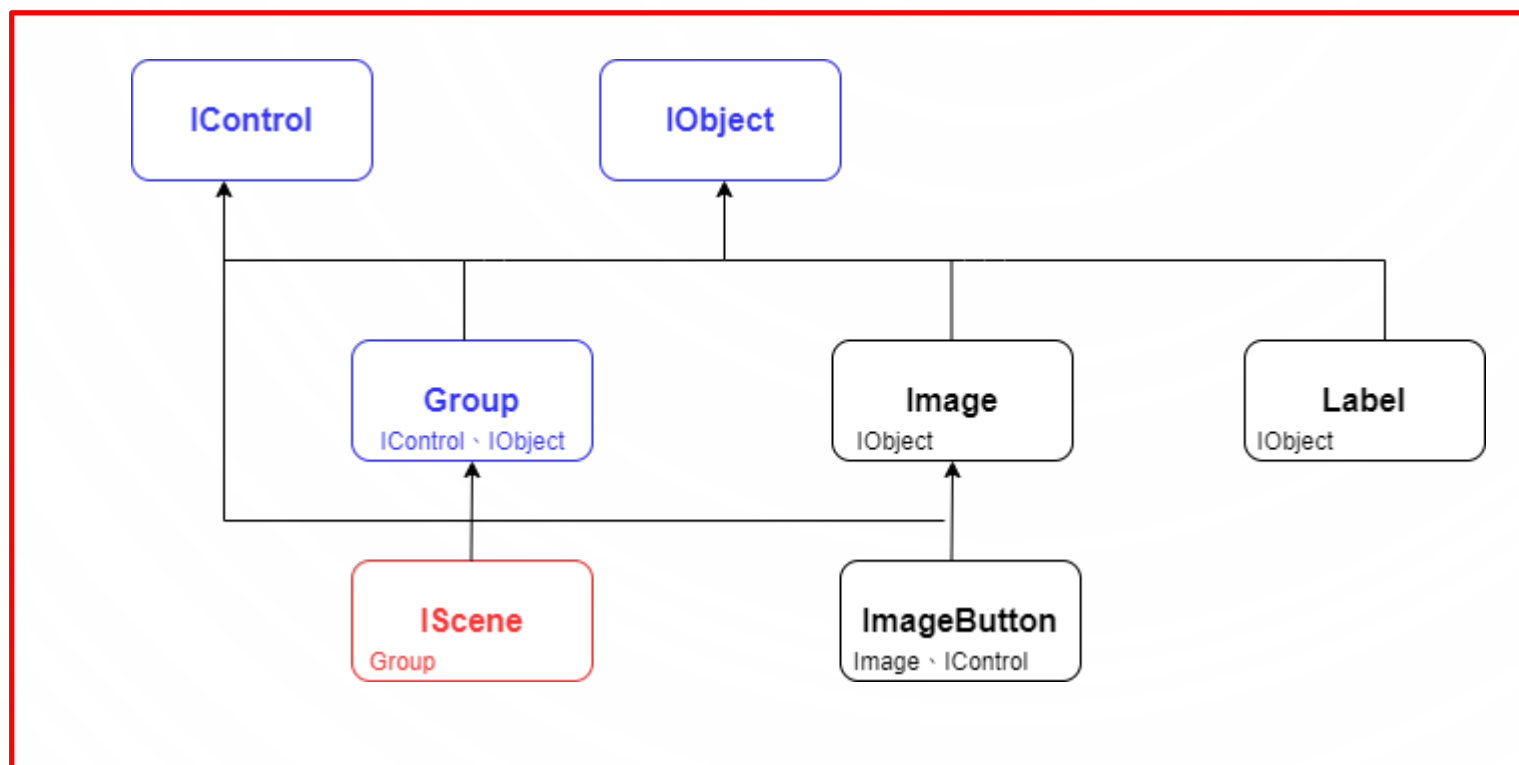 IControl
IObject
Group
IControl、IObject
Image
IObject
Label
IObject
IScene
Group
ImageButton
Image、IControl